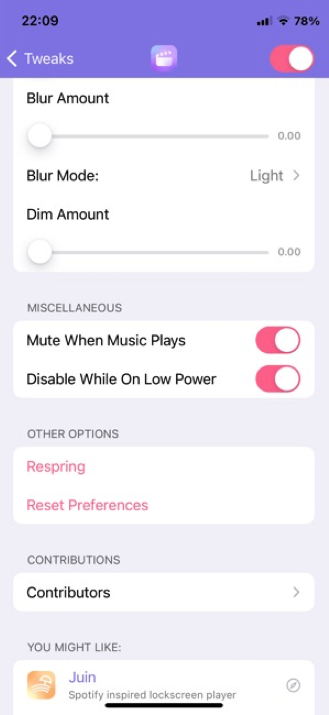 22:09 78%
Tweaks
Blur Amount
0.00
Blur Mode: Light
Dim Amount
0.00
MISCELLANEOUS
Mute When Music Plays
Disable While On Low Power
OTHER OPTIONS
Respring
Reset Preferences
CONTRIBUTIONS
Contributors
YOU MIGHT LIKE:
Juin
Spotify inspired lockscreen player